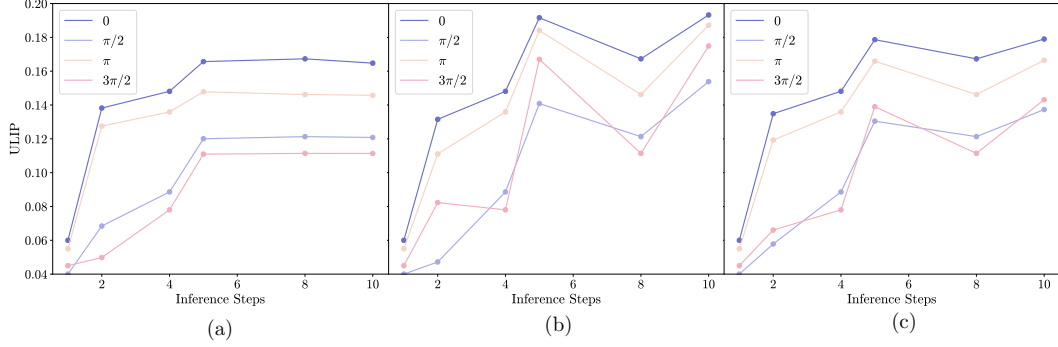 0.20
0.18
0.16
0.14
0.12
0.10
0.08
0.06
0.04
ULIP
0
π/2
π
3π/2
2 4 6 8 10
Inference Steps
(a)
0
π/2
π
3π/2
2 4 6 8 10
Inference Steps
(b)
0
π/2
π
3π/2
2 4 6 8 10
Inference Steps
(c)